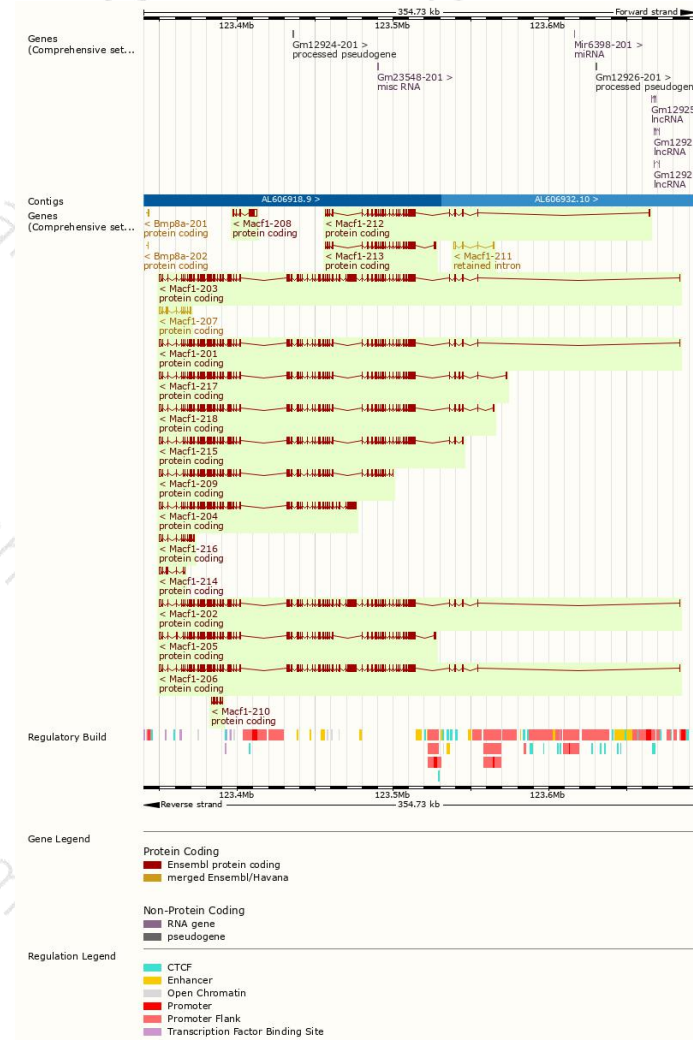 354.73 kb
Forward strand
123.4Mb 123.5Mb 123.6Mb
Genes
(Comprehensive set...
Gm12924-201 >
processed pseudogene
Mir6398-201 >
miRNA
Gm23548-201 >
misc RNA
Gm12926-201 >
processed pseudogen
Gm12925
lncRNA
Gm1292
lncRNA
Gm1292
lncRNA
Contigs
AL606918.9 > AL606932.10 >
Genes
(Comprehensive set...
< Bmp8a-201
protein coding
< Macf1-208
protein coding
< Macf1-212
protein coding
< Bmp8a-202
protein coding
< Macf1-213
protein coding
< Macf1-211
retained intron
< Macf1-203
protein coding
< Macf1-207
protein coding
< Macf1-201
protein coding
< Macf1-217
protein coding
< Macf1-218
protein coding
< Macf1-215
protein coding
< Macf1-209
protein coding
< Macf1-204
protein coding
< Macf1-216
protein coding
< Macf1-214
protein coding
< Macf1-202
protein coding
< Macf1-205
protein coding
< Macf1-206
protein coding
< Macf1-210
protein coding
Regulatory Build
123.4Mb 123.5Mb 123.6Mb
Reverse strand
354.73 kb
Gene Legend
Protein Coding
Ensembl protein coding
merged Ensembl/Havana
Non-Protein Coding
RNA gene
pseudogene
Regulation Legend
CTCF
Enhancer
Open Chromatin
Promoter
Promoter Flank
Transcription Factor Binding Site